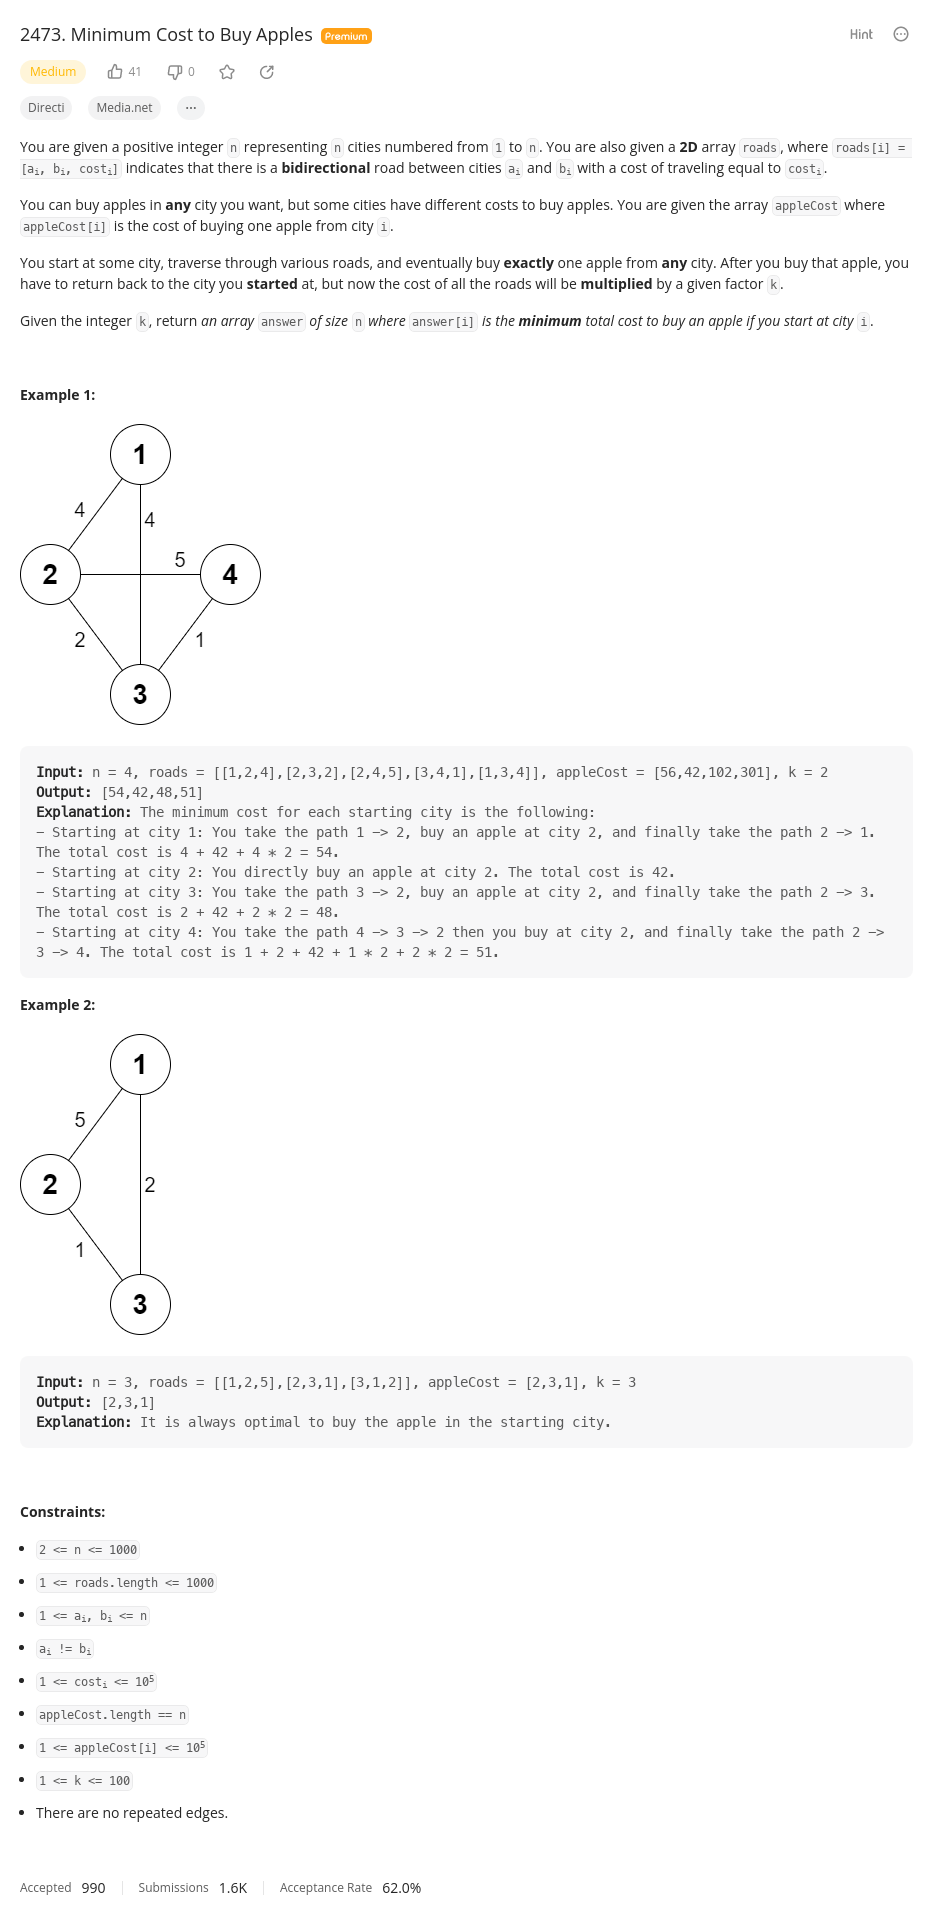 2473. Minimum Cost to Buy Apples Premium Hint
Medium 41 0
Directi Media.net ...
You are given a positive integer n representing n cities numbered from 1 to n. You are also given a 2D array roads, where roads[i] =
[aᵢ, bᵢ, costᵢ] indicates that there is a bidirectional road between cities aᵢ and bᵢ with a cost of traveling equal to costᵢ.
You can buy apples in any city you want, but some cities have different costs to buy apples. You are given the array appleCost where
appleCost[i] is the cost of buying one apple from city i.
You start at some city, traverse through various roads, and eventually buy exactly one apple from any city. After you buy that apple, you
have to return back to the city you started at, but now the cost of all the roads will be multiplied by a given factor k.
Given the integer k, return an array answer of size n where answer[i] is the minimum total cost to buy an apple if you start at city i.
Example 1:
1
4
4
5
2
4
2
1
3
Input: n = 4, roads = [[1,2,4],[2,3,2],[2,4,5],[3,4,1],[1,3,4]], appleCost = [56,42,102,301], k = 2
Output: [54,42,48,51]
Explanation: The minimum cost for each starting city is the following:
- Starting at city 1: You take the path 1 -> 2, buy an apple at city 2, and finally take the path 2 -> 1.
The total cost is 4 + 42 + 4 * 2 = 54.
- Starting at city 2: You directly buy an apple at city 2. The total cost is 42.
- Starting at city 3: You take the path 3 -> 2, buy an apple at city 2, and finally take the path 2 -> 3.
The total cost is 2 + 42 + 2 * 2 = 48.
- Starting at city 4: You take the path 4 -> 3 -> 2 then you buy at city 2, and finally take the path 2 ->
3 -> 4. The total cost is 1 + 2 + 42 + 1 * 2 + 2 * 2 = 51.
Example 2:
1
5
2
2
1
3
Input: n = 3, roads = [[1,2,5],[2,3,1],[3,1,2]], appleCost = [2,3,1], k = 3
Output: [2,3,1]
Explanation: It is always optimal to buy the apple in the starting city.
Constraints:
• 2 <= n <= 1000
• 1 <= roads.length <= 1000
• 1 <= aᵢ, bᵢ <= n
• aᵢ != bᵢ
• 1 <= costᵢ <= 10⁵
• appleCost.length == n
• 1 <= appleCost[i] <= 10⁵
• 1 <= k <= 100
• There are no repeated edges.
Accepted 990 Submissions 1.6K Acceptance Rate 62.0%